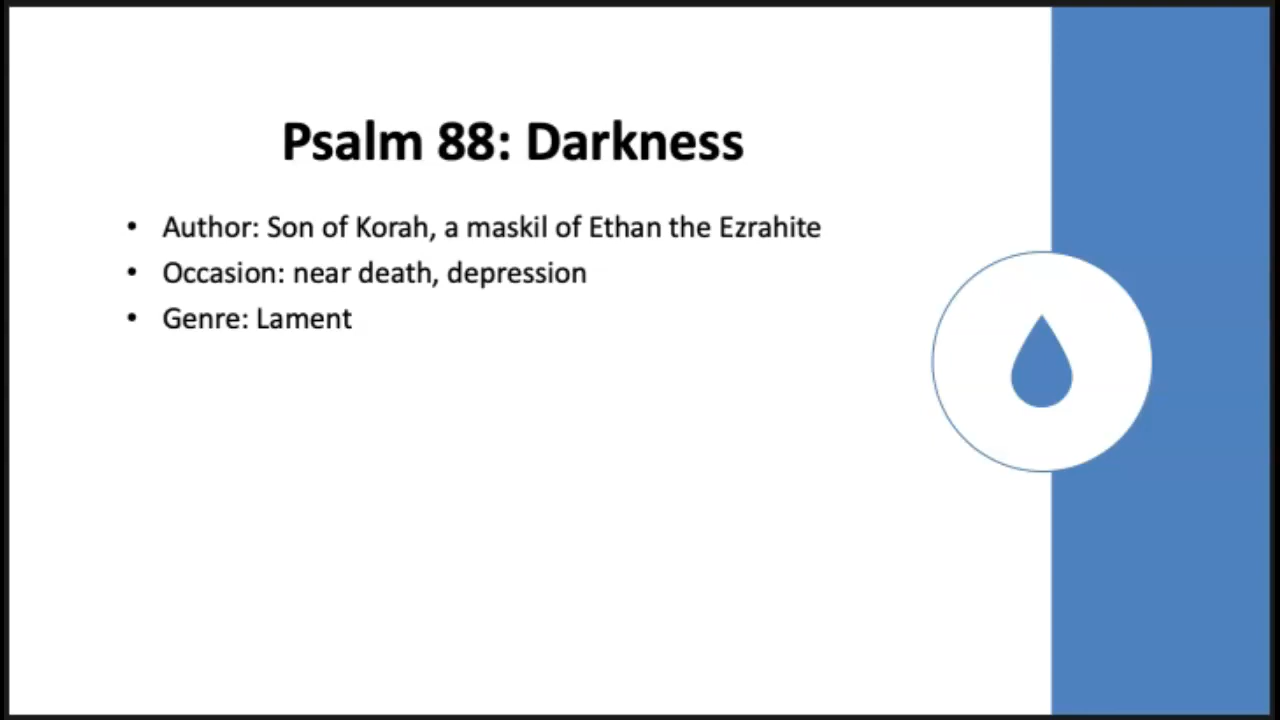 Psalm 88: Darkness
• Author: Son of Korah, a maskil of Ethan the Ezrahite
• Occasion: near death, depression
• Genre: Lament